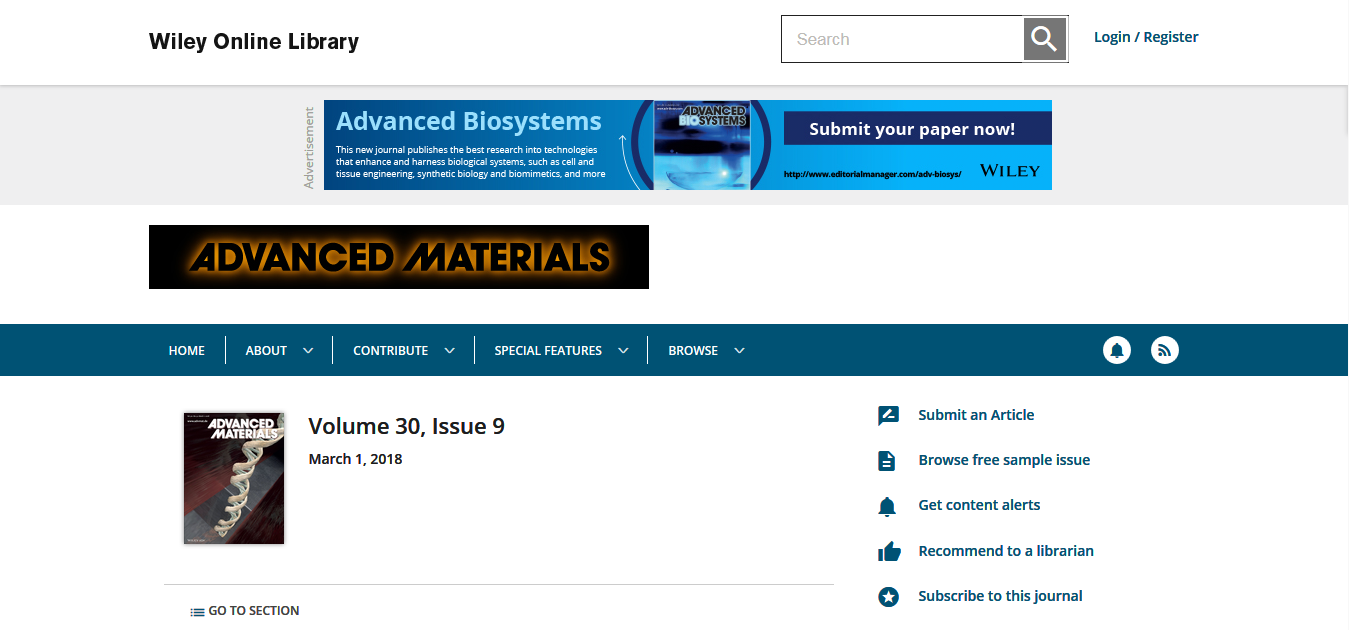 Wiley Online Library
Search
Login / Register
Advertisement
Advanced Biosystems
This new journal publishes the best research into technologies
that enhance and harness biological systems, such as cell and
tissue engineering, synthetic biology and biomimetics, and more
ADVANCED
BIOSYSTEMS
Submit your paper now!
http://www.editorialmanager.com/adv-biosys/
WILEY
ADVANCED MATERIALS
HOME
ABOUT
CONTRIBUTE
SPECIAL FEATURES
BROWSE
ADVANCED
MATERIALS
Volume 30, Issue 9
March 1, 2018
Submit an Article
Browse free sample issue
Get content alerts
Recommend to a librarian
Subscribe to this journal
GO TO SECTION